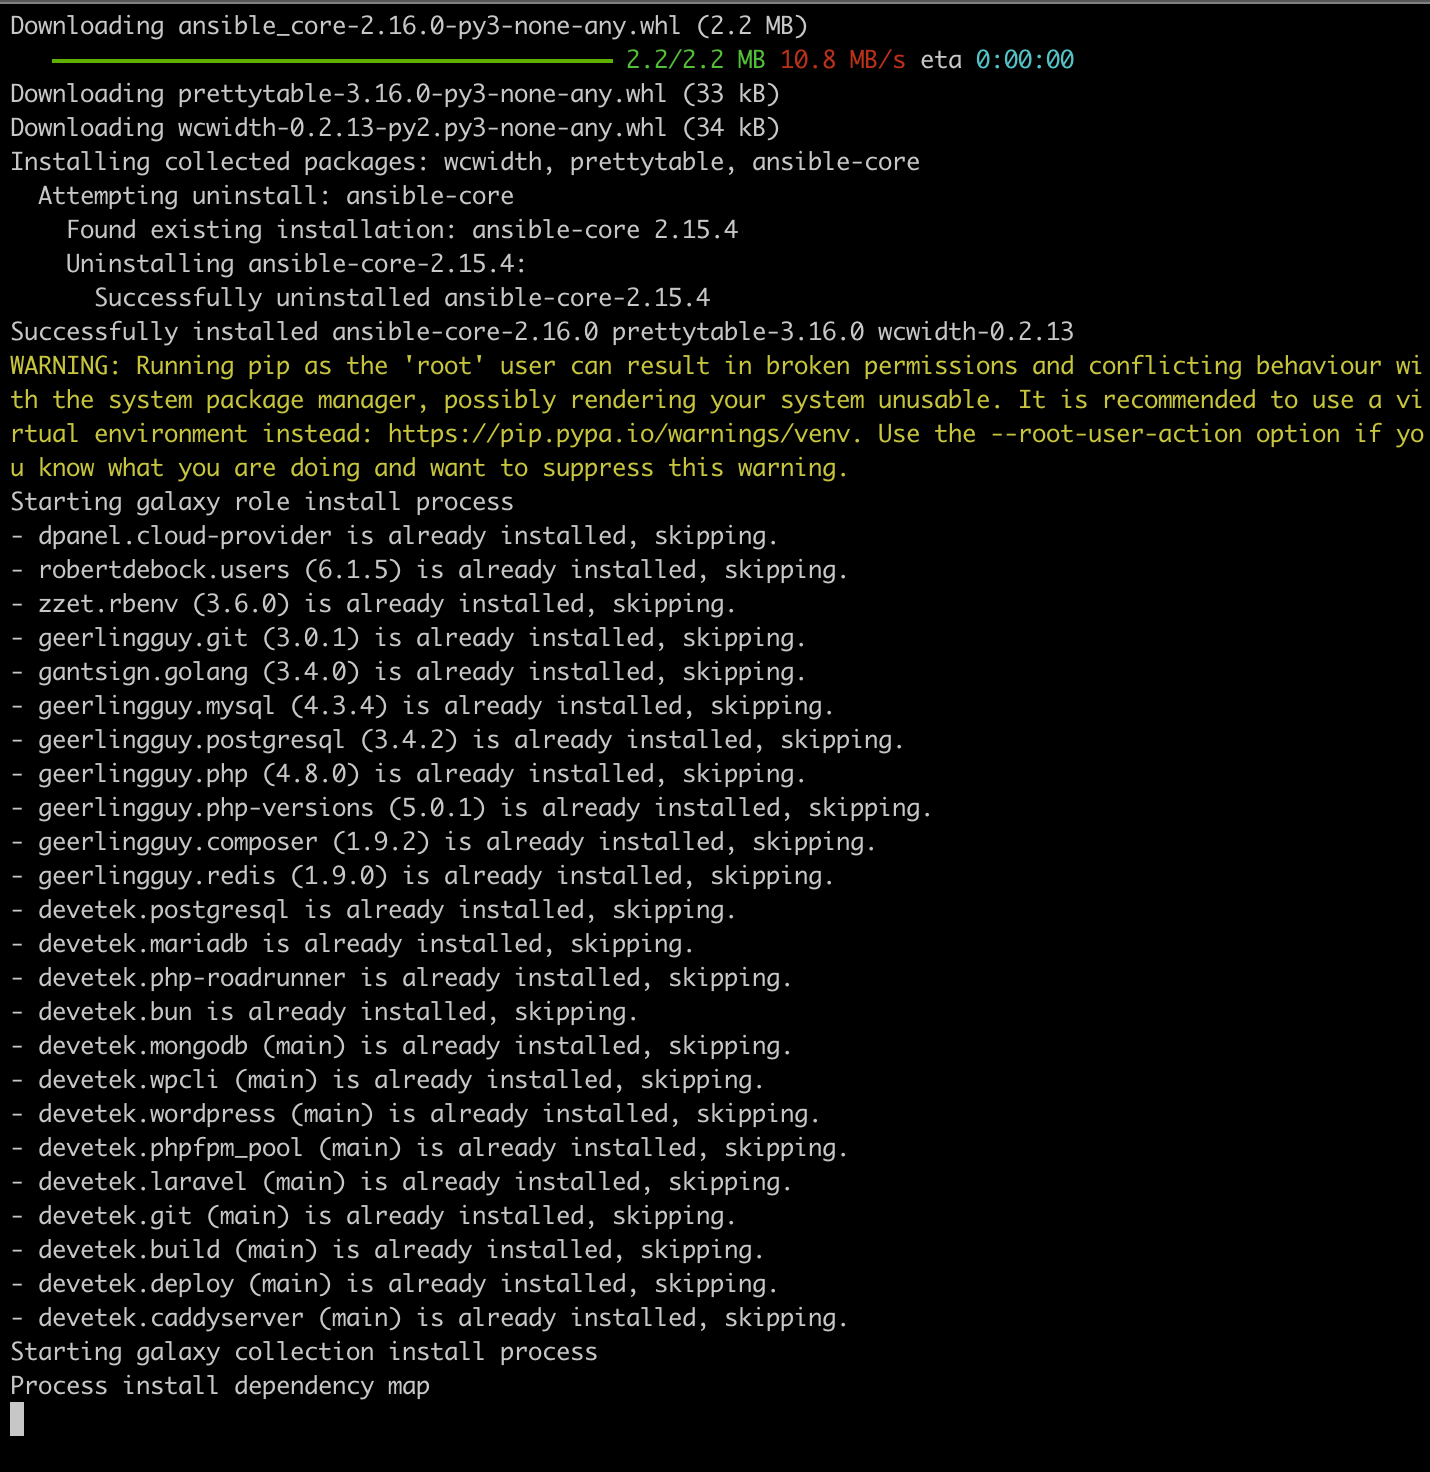 Downloading ansible_core-2.16.0-py3-none-any.whl (2.2 MB)
2.2/2.2 MB 10.8 MB/s eta 0:00:00
Downloading prettytable-3.16.0-py3-none-any.whl (33 kB)
Downloading wcwidth-0.2.13-py2.py3-none-any.whl (34 kB)
Installing collected packages: wcwidth, prettytable, ansible-core
Attempting uninstall: ansible-core
Found existing installation: ansible-core 2.15.4
Uninstalling ansible-core-2.15.4:
Successfully uninstalled ansible-core-2.15.4
Successfully installed ansible-core-2.16.0 prettytable-3.16.0 wcwidth-0.2.13
WARNING: Running pip as the 'root' user can result in broken permissions and conflicting behaviour wi
th the system package manager, possibly rendering your system unusable. It is recommended to use a vi
rtual environment instead: https://pip.pypa.io/warnings/venv. Use the --root-user-action option if yo
u know what you are doing and want to suppress this warning.
Starting galaxy role install process
- dpanel.cloud-provider is already installed, skipping.
- robertdebock.users (6.1.5) is already installed, skipping.
- zzet.rbenv (3.6.0) is already installed, skipping.
- geerlingguy.git (3.0.1) is already installed, skipping.
- gantsign.golang (3.4.0) is already installed, skipping.
- geerlingguy.mysql (4.3.4) is already installed, skipping.
- geerlingguy.postgresql (3.4.2) is already installed, skipping.
- geerlingguy.php (4.8.0) is already installed, skipping.
- geerlingguy.php-versions (5.0.1) is already installed, skipping.
- geerlingguy.composer (1.9.2) is already installed, skipping.
- geerlingguy.redis (1.9.0) is already installed, skipping.
- devetek.postgresql is already installed, skipping.
- devetek.mariadb is already installed, skipping.
- devetek.php-roadrunner is already installed, skipping.
- devetek.bun is already installed, skipping.
- devetek.mongodb (main) is already installed, skipping.
- devetek.wpcli (main) is already installed, skipping.
- devetek.wordpress (main) is already installed, skipping.
- devetek.phpfpm_pool (main) is already installed, skipping.
- devetek.laravel (main) is already installed, skipping.
- devetek.git (main) is already installed, skipping.
- devetek.build (main) is already installed, skipping.
- devetek.deploy (main) is already installed, skipping.
- devetek.caddyserver (main) is already installed, skipping.
Starting galaxy collection install process
Process install dependency map